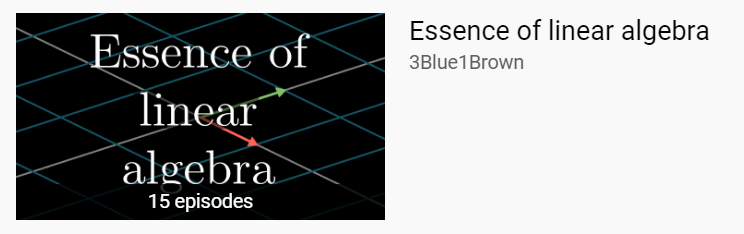 Essence of
linear
algebra
15 episodes
Essence of linear algebra
3Blue1Brown